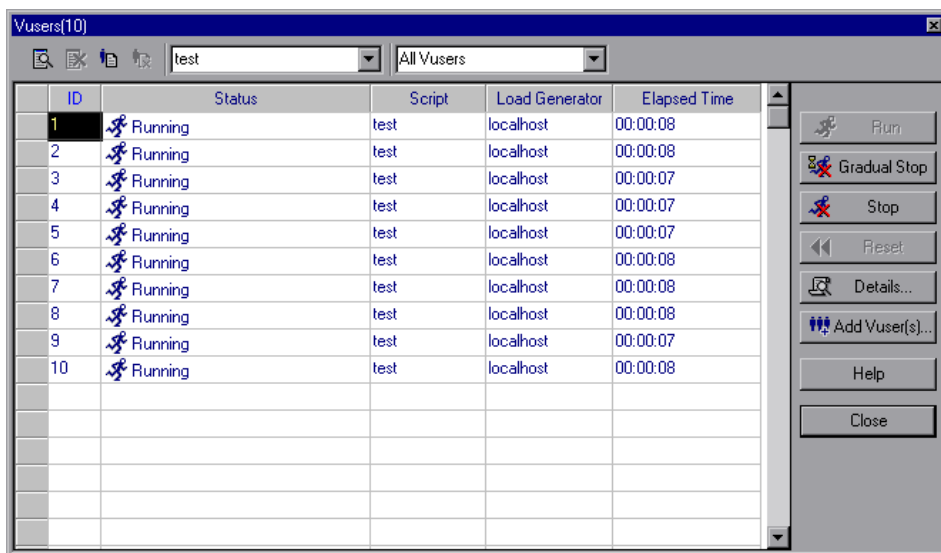 Vusers(10)
test All Vusers
ID Status Script Load Generator Elapsed Time
1 Running test localhost 00:00:08
2 Running test localhost 00:00:08
3 Running test localhost 00:00:07
4 Running test localhost 00:00:07
5 Running test localhost 00:00:07
6 Running test localhost 00:00:08
7 Running test localhost 00:00:08
8 Running test localhost 00:00:08
9 Running test localhost 00:00:07
10 Running test localhost 00:00:08
Run
Gradual Stop
Stop
Reset
Details...
Add Vuser(s)...
Help
Close